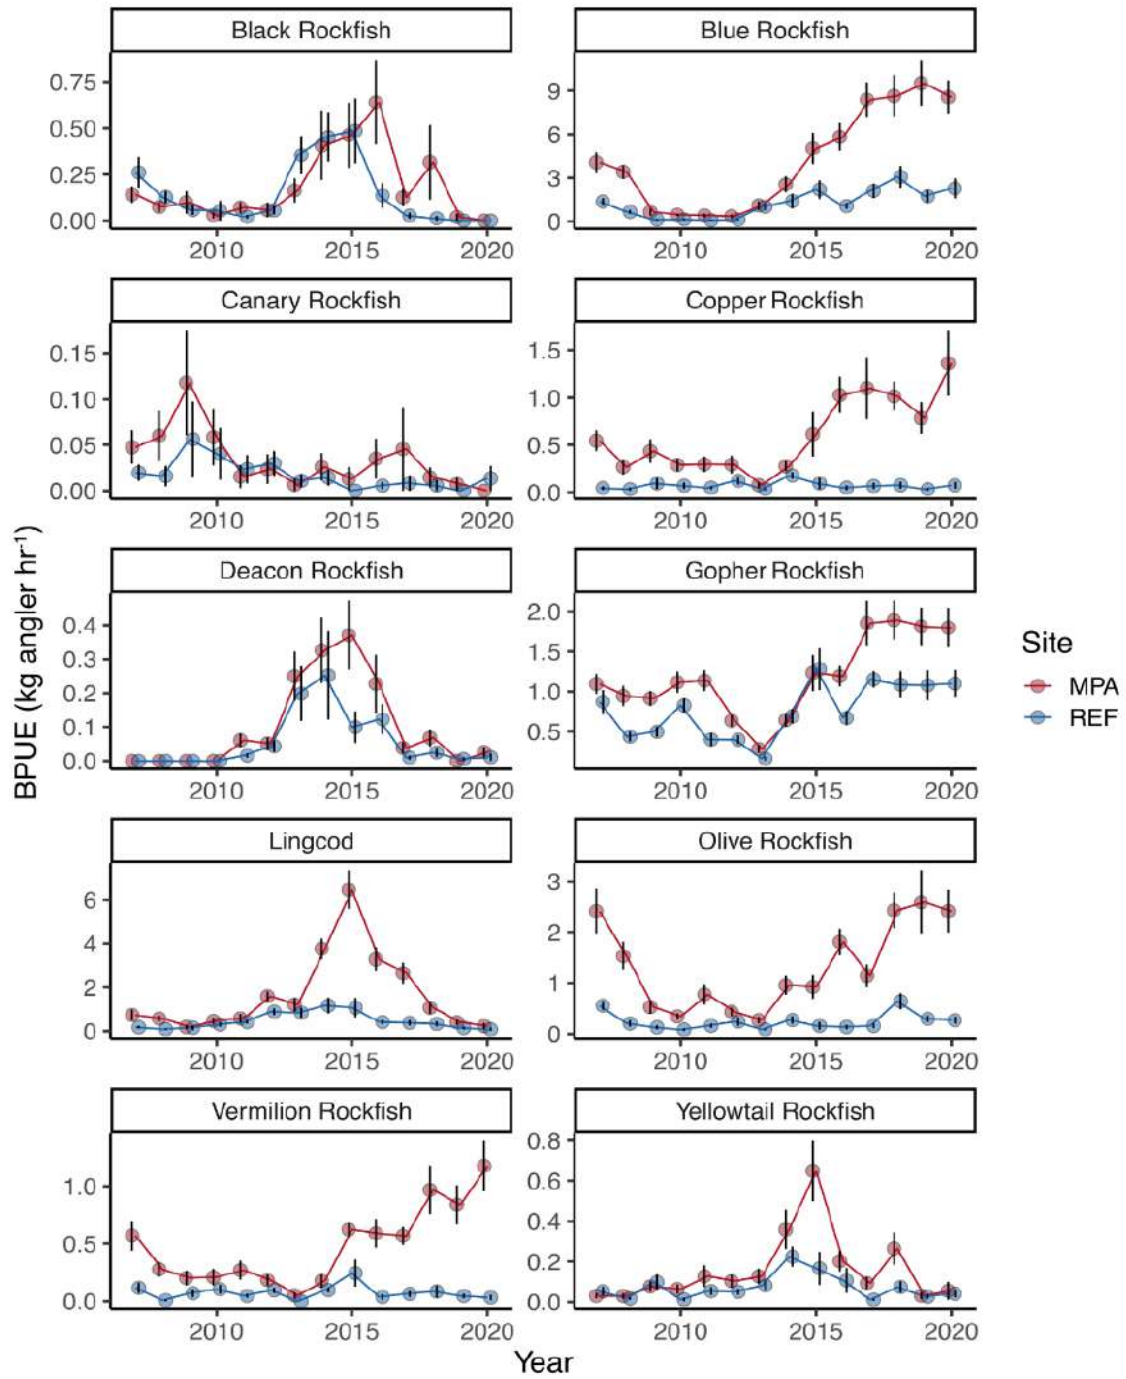 Black Rockfish
Blue Rockfish
0.75
0.50
0.25
0.00
2010 2015 2020
9
6
3
0
2010 2015 2020
Canary Rockfish
Copper Rockfish
0.15
0.10
0.05
0.00
2010 2015 2020
1.5
1.0
0.5
0.0
2010 2015 2020
Deacon Rockfish
Gopher Rockfish
0.4
0.3
0.2
0.1
0.0
2010 2015 2020
2.0
1.5
1.0
0.5
2010 2015 2020
Lingcod
Olive Rockfish
6
4
2
0
2010 2015 2020
3
2
1
0
2010 2015 2020
Vermilion Rockfish
Yellowtail Rockfish
1.0
0.5
0.0
2010 2015 2020
0.8
0.6
0.4
0.2
0.0
2010 2015 2020
BPUE (kg angler hr⁻¹)
Year
Site
MPA
REF